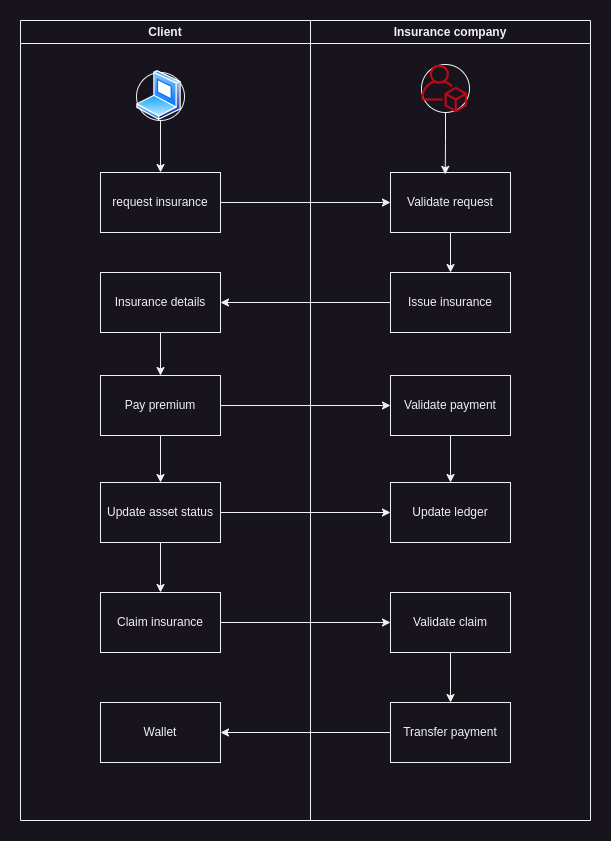 Client
Insurance company
request insurance
Validate request
Insurance details
Issue insurance
Pay premium
Validate payment
Update asset status
Update ledger
Claim insurance
Validate claim
Wallet
Transfer payment